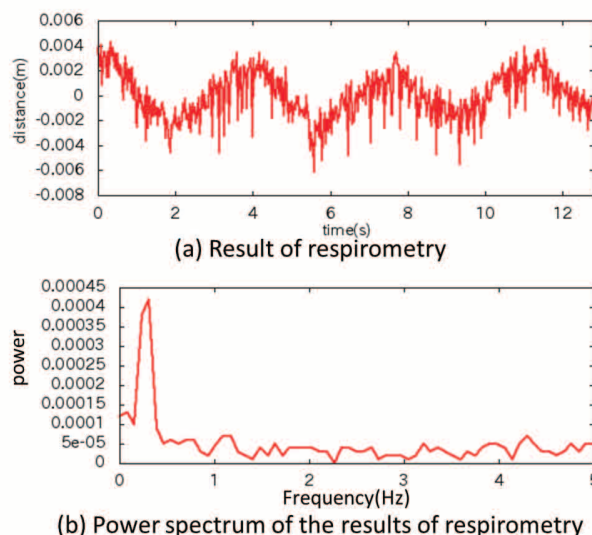 0.006
0.004
0.002
0
-0.002
-0.004
-0.006
-0.008
distance(m)
0 2 4 6 8 10 12
time(s)
(a) Result of respirometry
0.00045
0.0004
0.00035
0.0003
0.00025
0.0002
0.00015
0.0001
5e-05
0
power
0 1 2 3 4 5
Frequency(Hz)
(b) Power spectrum of the results of respirometry